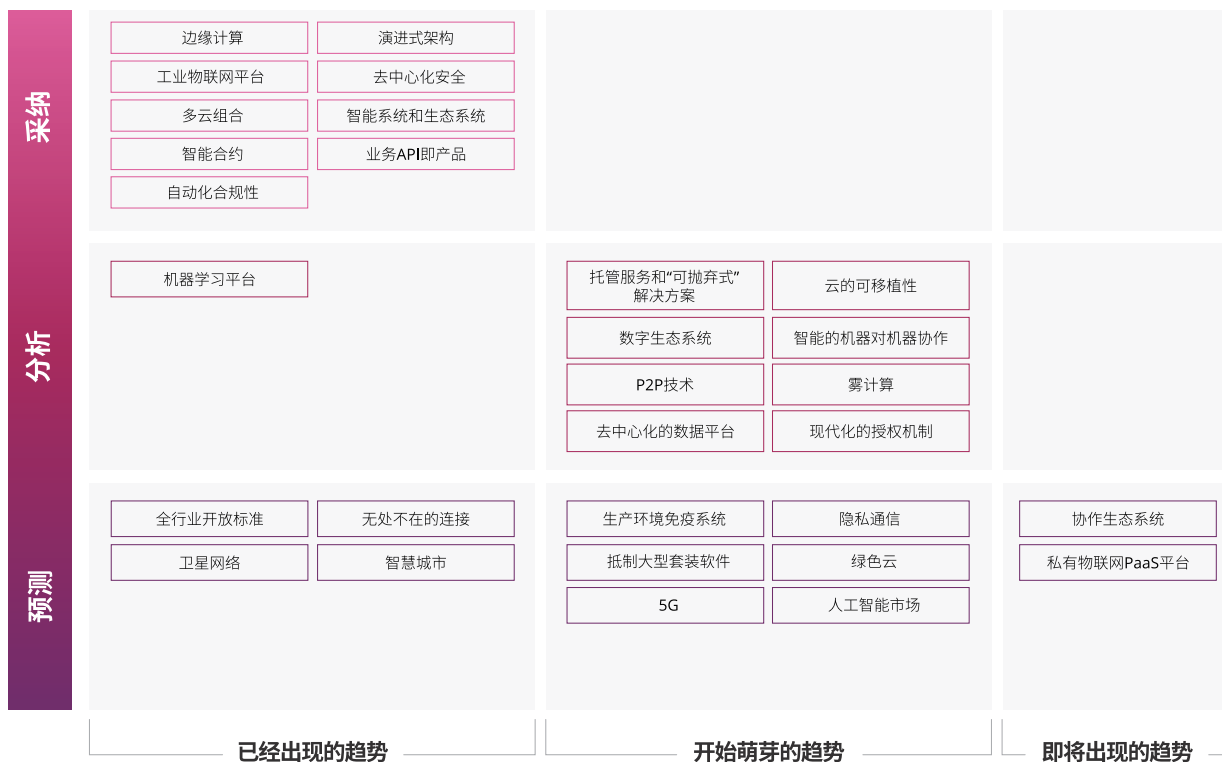 采纳
边缘计算
演进式架构
工业物联网平台
去中心化安全
多云组合
智能系统和生态系统
智能合约
业务API即产品
自动化合规性
分析
机器学习平台
托管服务和“可抛弃式”
解决方案
云的可移植性
数字生态系统
智能的机器对机器协作
P2P技术
雾计算
去中心化的数据平台
现代化的授权机制
预测
全行业开放标准
无处不在的连接
卫星网络
智慧城市
生产环境免疫系统
隐私通信
抵制大型套装软件
绿色云
5G
人工智能市场
协作生态系统
私有物联网PaaS平台
已经出现的趋势
开始萌芽的趋势
即将出现的趋势